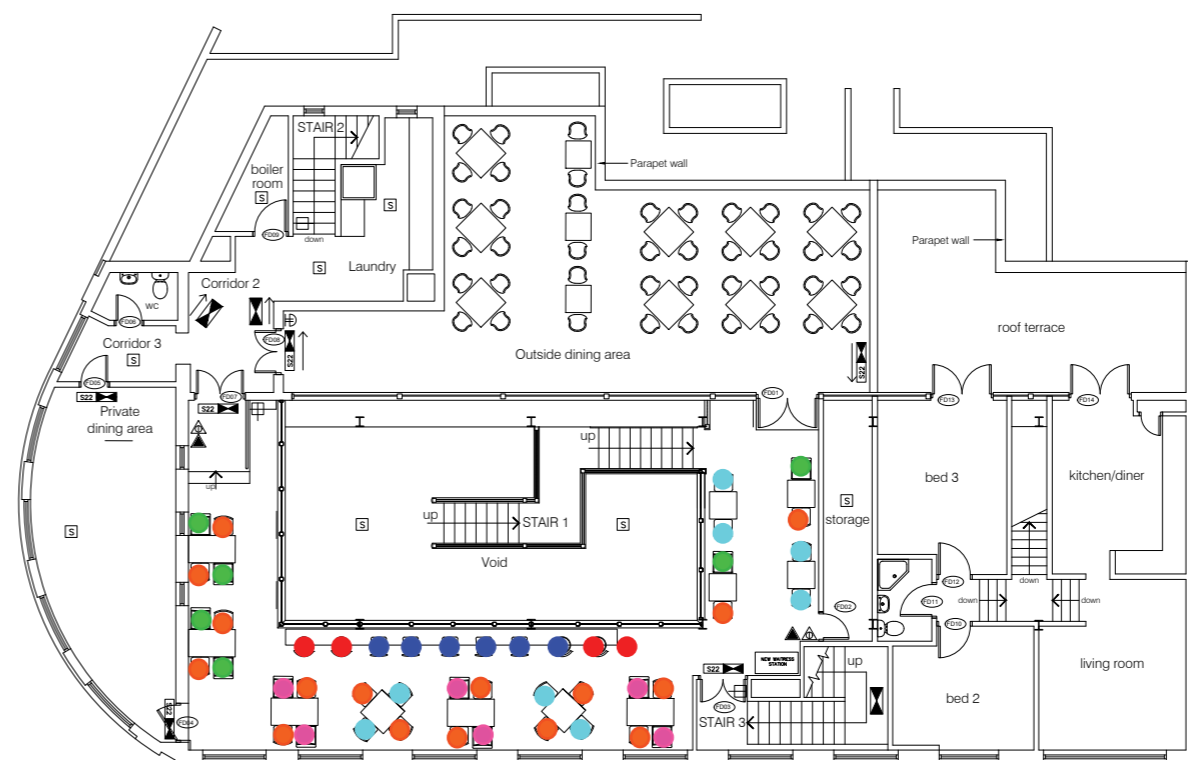 STAIR 2
Parapet wall
boiler
room
S
S
FD09
down
Parapet wall
Laundry
S
Corridor 2
wc
FD06
roof terrace
FD08
Corridor 3
S
S22
Outside dining area
S22
FD05
S22
FD07
FD01
FD13
FD14
S22
Private
dining area
up
up
bed 3
kitchen/diner
S
storage
up
STAIR 1
S
S
S
Void
FD12
down
FD11
down
down
FD02
FD10
NEW WAITRESS
STATION
up
living room
S22
bed 2
FD03
S22
FD04
STAIR 3